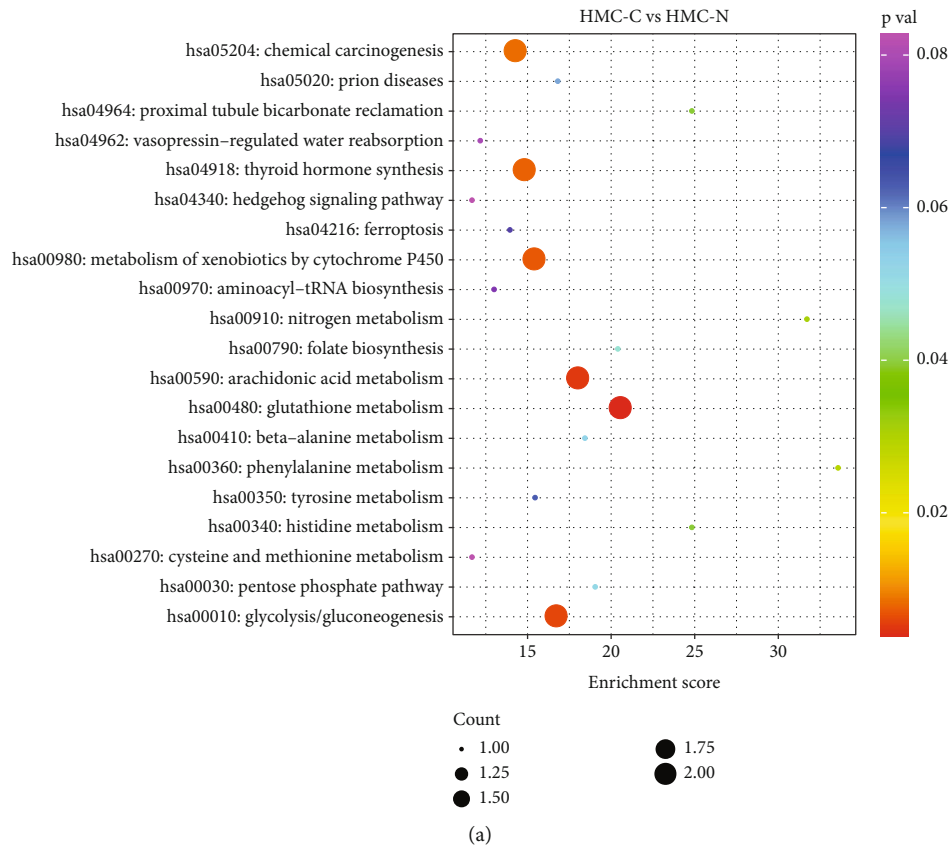 HMC-C vs HMC-N
p val
hsa05204: chemical carcinogenesis
hsa05020: prion diseases
hsa04964: proximal tubule bicarbonate reclamation
hsa04962: vasopressin−regulated water reabsorption
hsa04918: thyroid hormone synthesis
hsa04340: hedgehog signaling pathway
hsa04216: ferroptosis
hsa00980: metabolism of xenobiotics by cytochrome P450
hsa00970: aminoacyl−tRNA biosynthesis
hsa00910: nitrogen metabolism
hsa00790: folate biosynthesis
hsa00590: arachidonic acid metabolism
hsa00480: glutathione metabolism
hsa00410: beta−alanine metabolism
hsa00360: phenylalanine metabolism
hsa00350: tyrosine metabolism
hsa00340: histidine metabolism
hsa00270: cysteine and methionine metabolism
hsa00030: pentose phosphate pathway
hsa00010: glycolysis/gluconeogenesis
0.08
0.06
0.04
0.02
15 20 25 30
Enrichment score
Count
1.00 1.75
1.25 2.00
1.50
(a)